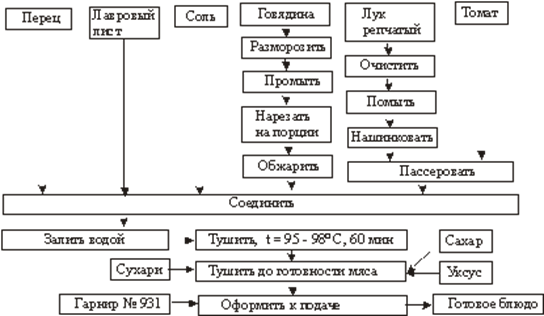 Перец
Лавровый
лист
Соль
Говядина
Лук
репчатый
Томат
Разморозить
Очистить
Промыть
Помыть
Нарезать
на порции
Нашинковать
Обжарить
Пассеровать
Соединить
Залить водой
Тушить, t = 95 - 98°С, 60 мин
Сахар
Сухари
Тушить до готовности мяса
Уксус
Гарнир № 931
Оформить к подаче
Готовое блюдо